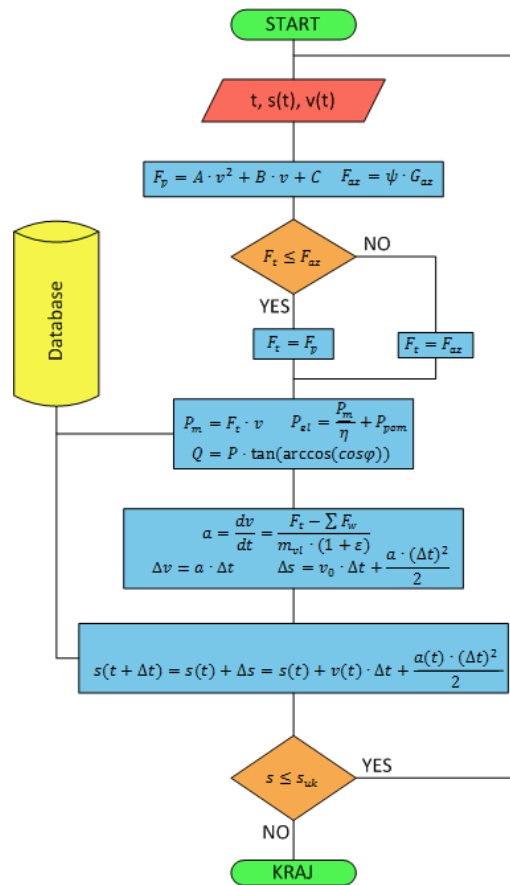 START
t, s(t), v(t)
F_p = A · v² + B · v + C F_az = ψ · G_az
F_t ≤ F_az
NO
YES
F_t = F_p
F_t = F_az
Database
P_m = F_t · v P_el = P_m/η + P_pom
Q = P · tan(arccos(cosφ))
a = dv/dt = (F_t − ∑ F_w)/(m_vl · (1 + ε))
Δv = a · Δt Δs = v₀ · Δt + a · (Δt)²/2
s(t + Δt) = s(t) + Δs = s(t) + v(t) · Δt + a(t) · (Δt)²/2
s ≤ s_uk
YES
NO
KRAJ